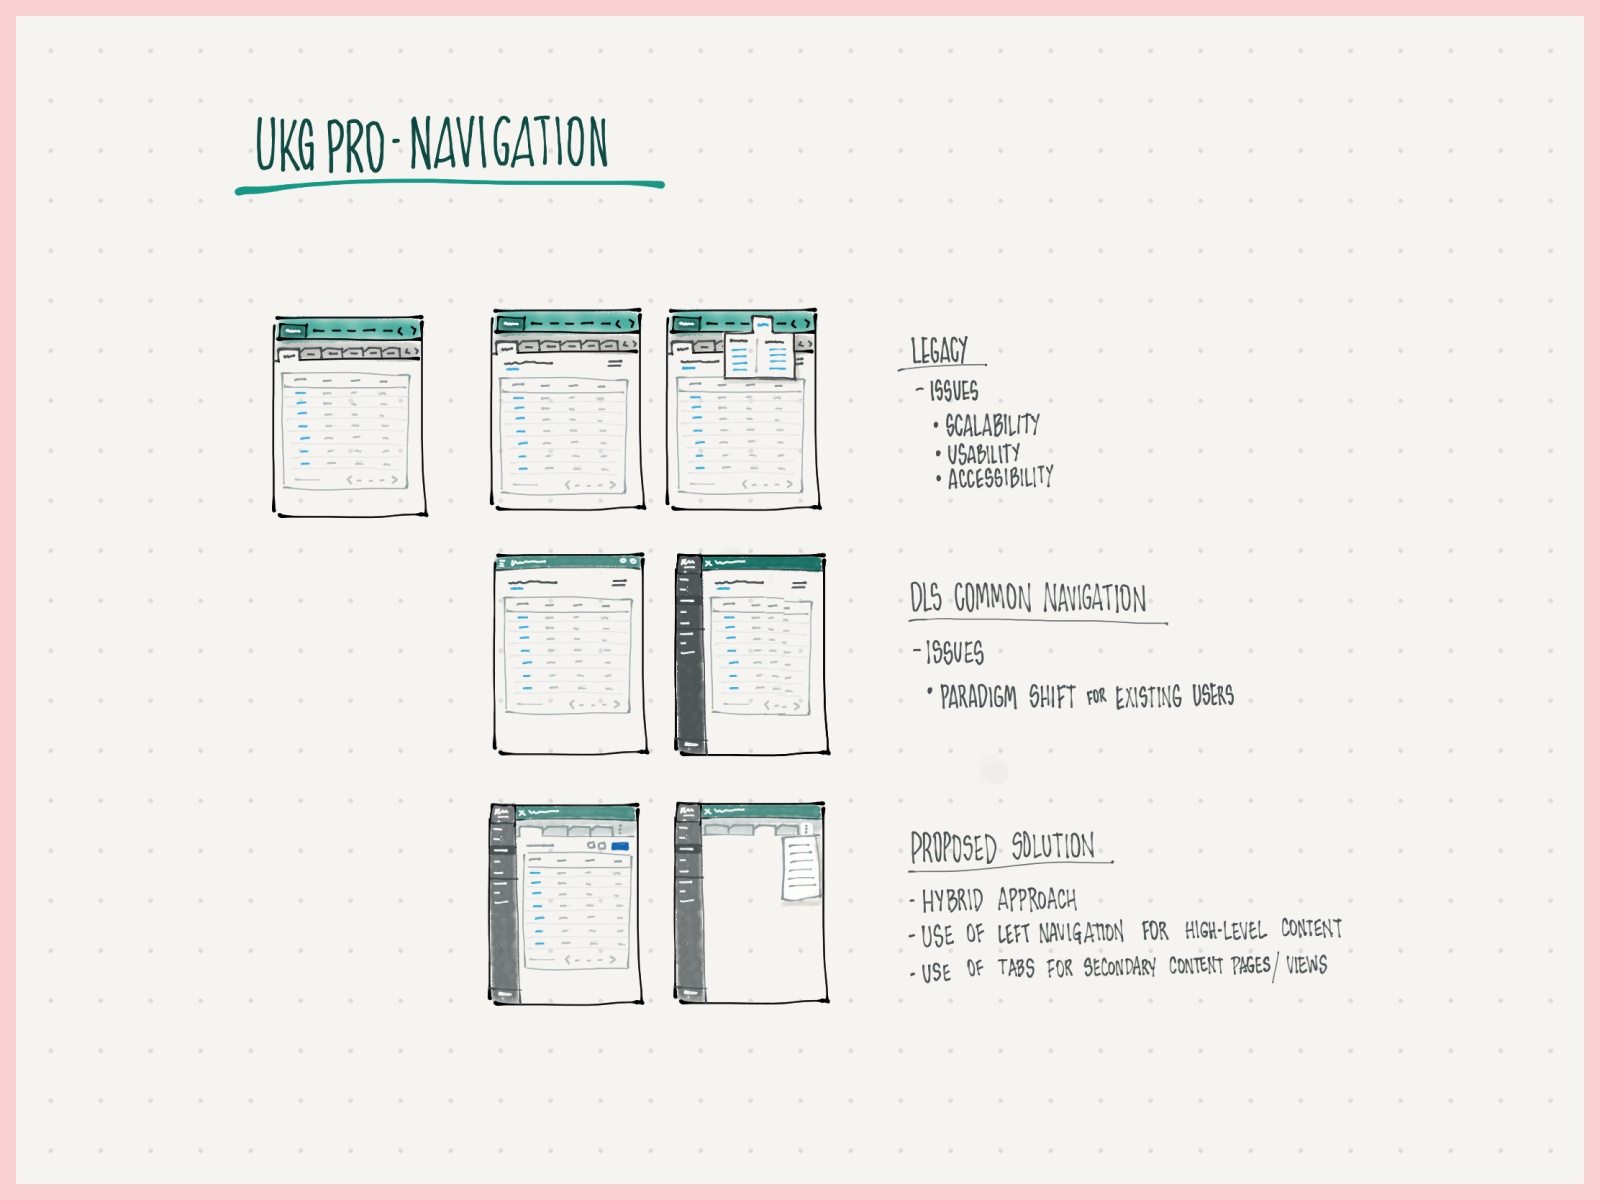 UKG PRO - NAVIGATION
LEGACY
- ISSUES
• SCALABILITY
• USABILITY
• ACCESSIBILITY
DLS COMMON NAVIGATION
- ISSUES
• PARADIGM SHIFT FOR EXISTING USERS
PROPOSED SOLUTION
- HYBRID APPROACH
- USE OF LEFT NAVIGATION FOR HIGH-LEVEL CONTENT
- USE OF TABS FOR SECONDARY CONTENT PAGES/VIEWS